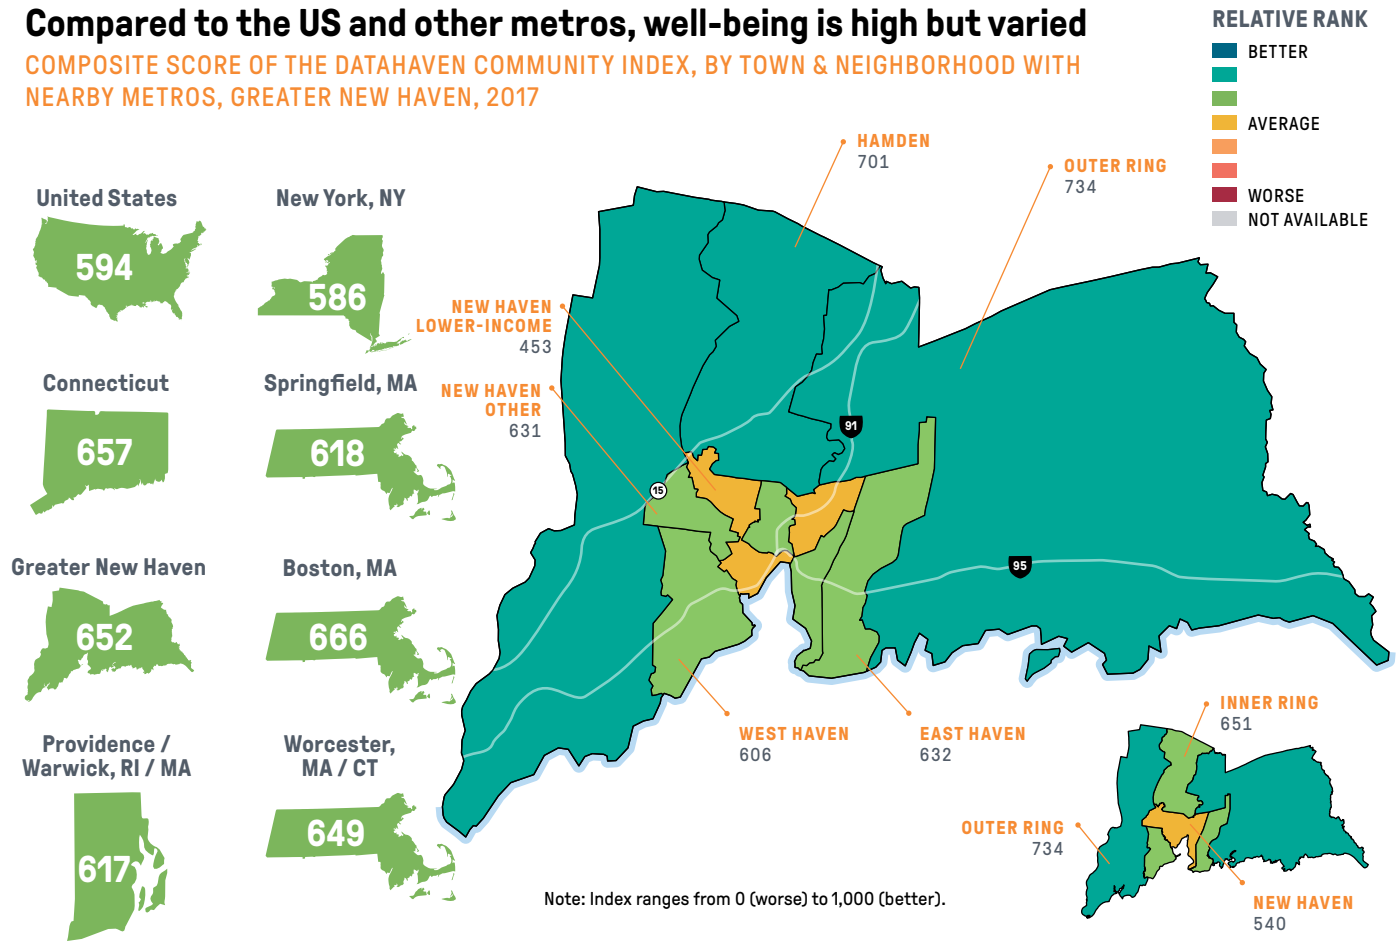 Compared to the US and other metros, well-being is high but varied
COMPOSITE SCORE OF THE DATAHAVEN COMMUNITY INDEX, BY TOWN & NEIGHBORHOOD WITH
NEARBY METROS, GREATER NEW HAVEN, 2017
RELATIVE RANK
BETTER
AVERAGE
WORSE
NOT AVAILABLE
United States
594
New York, NY
586
Connecticut
657
Springfield, MA
618
Greater New Haven
652
Boston, MA
666
Providence /
Warwick, RI / MA
617
Worcester,
MA / CT
649
HAMDEN
701
OUTER RING
734
NEW HAVEN
LOWER-INCOME
453
NEW HAVEN
OTHER
631
91
15
95
WEST HAVEN
606
EAST HAVEN
632
INNER RING
651
OUTER RING
734
NEW HAVEN
540
Note: Index ranges from 0 (worse) to 1,000 (better).